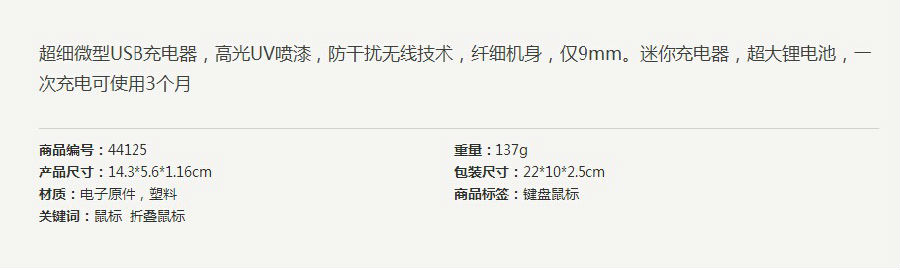 超细微型USB充电器，高光UV喷漆，防干扰无线技术，纤细机身，仅9mm。迷你充电器，超大锂电池，一
次充电可使用3个月
商品编号：44125
重量：137g
产品尺寸：14.3*5.6*1.16cm
包装尺寸：22*10*2.5cm
材质：电子原件，塑料
商品标签：键盘鼠标
关键词：鼠标 折叠鼠标